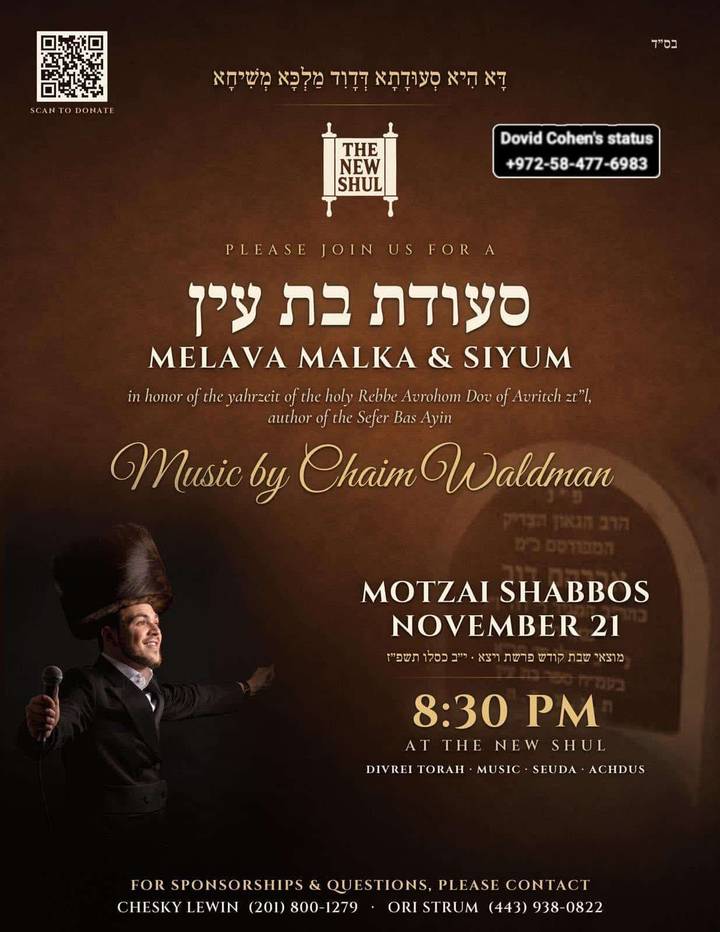 בס"ד
SCAN TO DONATE
דָּא הִיא סְעוּדָתָא דְּדָוִד מַלְכָּא מְשִׁיחָא
THE
NEW
SHUL
Dovid Cohen's status
+972-58-477-6983
PLEASE JOIN US FOR A
סעודת בת עין
MELAVA MALKA & SIYUM
in honor of the yahrzeit of the holy Rebbe Avrohom Dov of Avritch zt"l,
author of the Sefer Bas Ayin
Music by Chaim Waldman
פ י נ
הרב הגאון הצדיק
המפורסם כ"מ
MOTZAI SHABBOS
NOVEMBER 21
מוצאי שבת קודש פרשת ויצא · י״ב כסלו תשפ״ז
8:30 PM
AT THE NEW SHUL
DIVREI TORAH · MUSIC · SEUDA · ACHDUS
FOR SPONSORSHIPS & QUESTIONS, PLEASE CONTACT
CHESKY LEWIN (201) 800-1279 · ORI STRUM (443) 938-0822